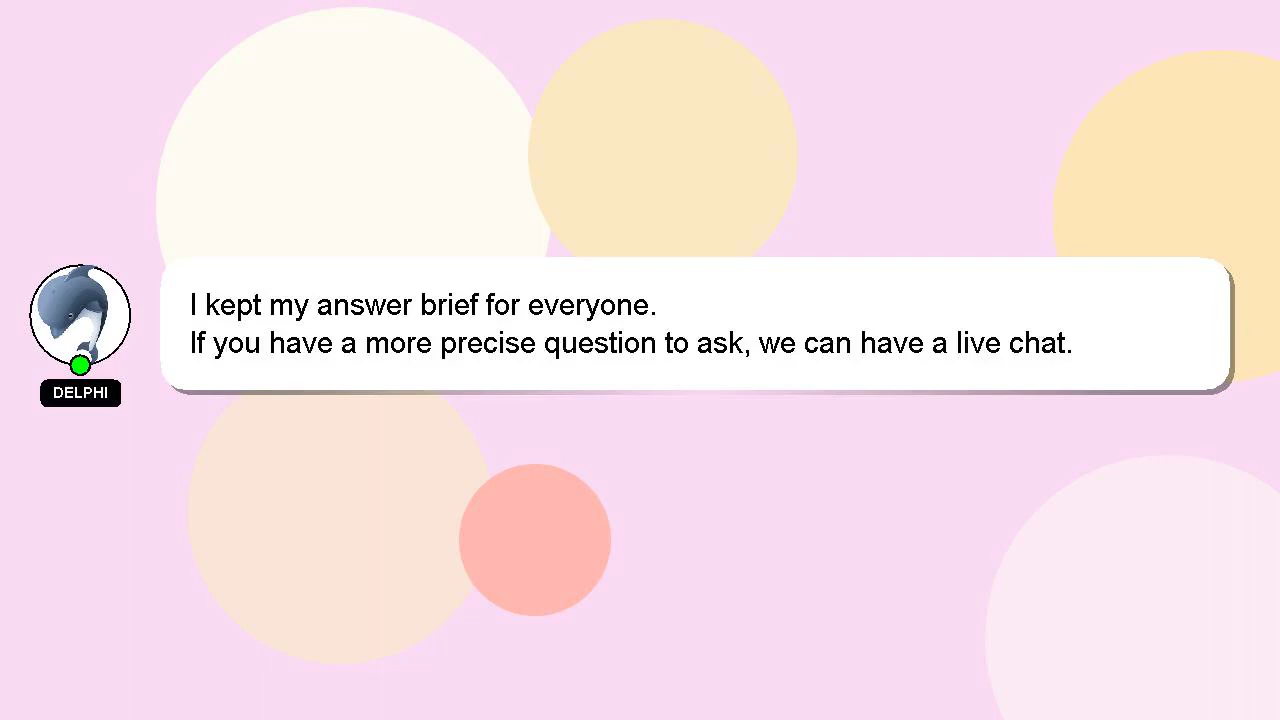 I kept my answer brief for everyone.
If you have a more precise question to ask, we can have a live chat.
DELPHI